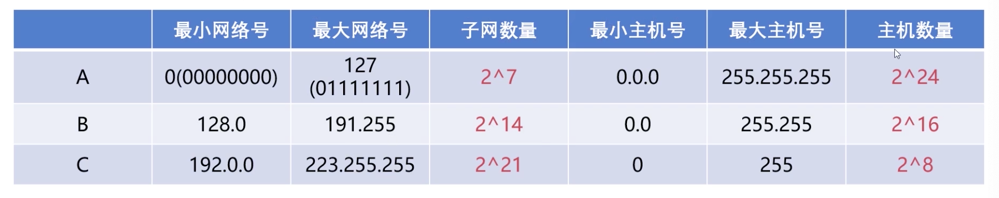 最小网络号 最大网络号 子网数量 最小主机号 最大主机号 主机数量
A 0(00000000) 127 (01111111) 2^7 0.0.0 255.255.255 2^24
B 128.0 191.255 2^14 0.0 255.255 2^16
C 192.0.0 223.255.255 2^21 0 255 2^8